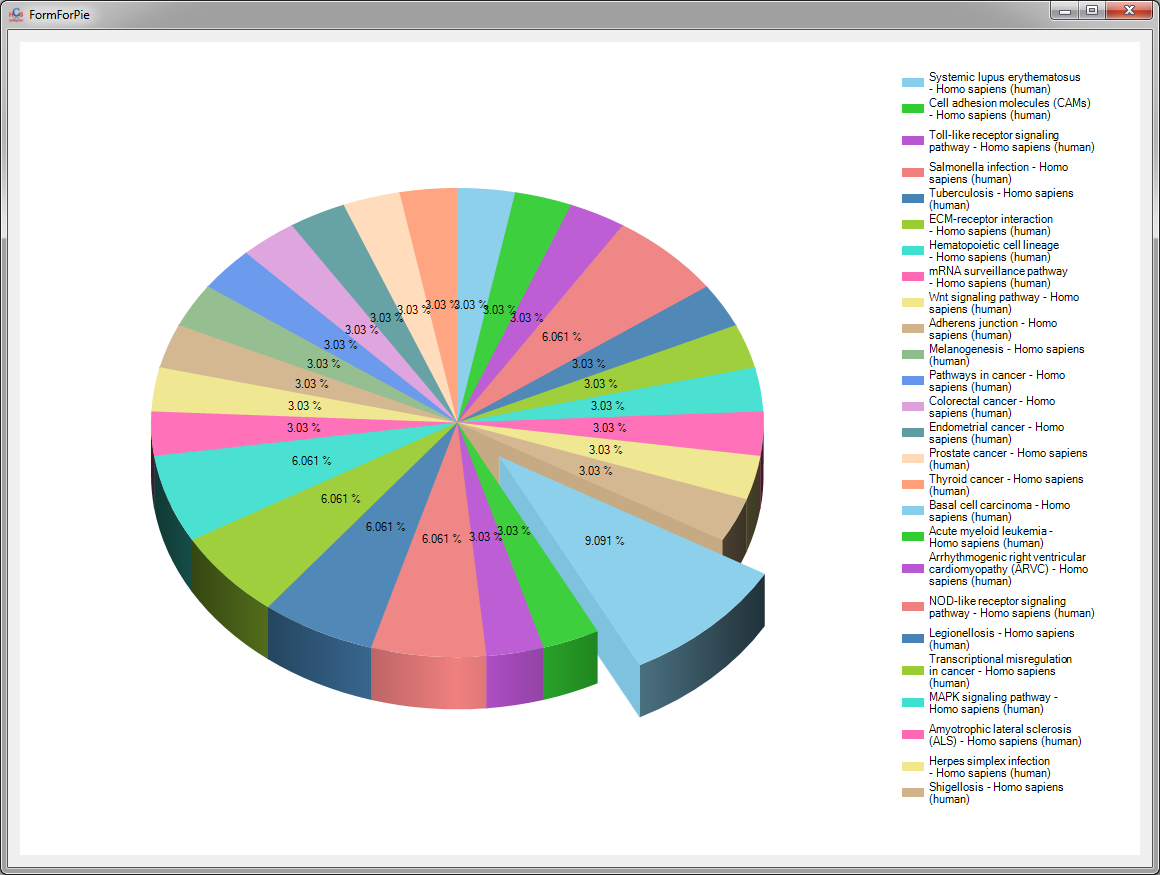 FormForPie
3.03 %
3.03 %
3.03 %
6.061 %
3.03 %
3.03 %
3.03 %
3.03 %
3.03 %
3.03 %
9.091 %
3.03 %
3.03 %
6.061 %
6.061 %
6.061 %
6.061 %
3.03 %
3.03 %
3.03 %
3.03 %
3.03 %
3.03 %
3.03 %
3.03 %
3.03 %
Systemic lupus erythematosus
- Homo sapiens (human)
Cell adhesion molecules (CAMs)
- Homo sapiens (human)
Toll-like receptor signaling
pathway - Homo sapiens (human)
Salmonella infection - Homo
sapiens (human)
Tuberculosis - Homo sapiens
(human)
ECM-receptor interaction
- Homo sapiens (human)
Hematopoietic cell lineage
- Homo sapiens (human)
mRNA surveillance pathway
- Homo sapiens (human)
Wnt signaling pathway - Homo
sapiens (human)
Adherens junction - Homo
sapiens (human)
Melanogenesis - Homo sapiens
(human)
Pathways in cancer - Homo
sapiens (human)
Colorectal cancer - Homo
sapiens (human)
Endometrial cancer - Homo
sapiens (human)
Prostate cancer - Homo sapiens
(human)
Thyroid cancer - Homo sapiens
(human)
Basal cell carcinoma - Homo
sapiens (human)
Acute myeloid leukemia -
Homo sapiens (human)
Arrhythmogenic right ventricular
cardiomyopathy (ARVC) - Homo
sapiens (human)
NOD-like receptor signaling
pathway - Homo sapiens (human)
Legionellosis - Homo sapiens
(human)
Transcriptional misregulation
in cancer - Homo sapiens
(human)
MAPK signaling pathway -
Homo sapiens (human)
Amyotrophic lateral sclerosis
(ALS) - Homo sapiens (human)
Herpes simplex infection
- Homo sapiens (human)
Shigellosis - Homo sapiens
(human)